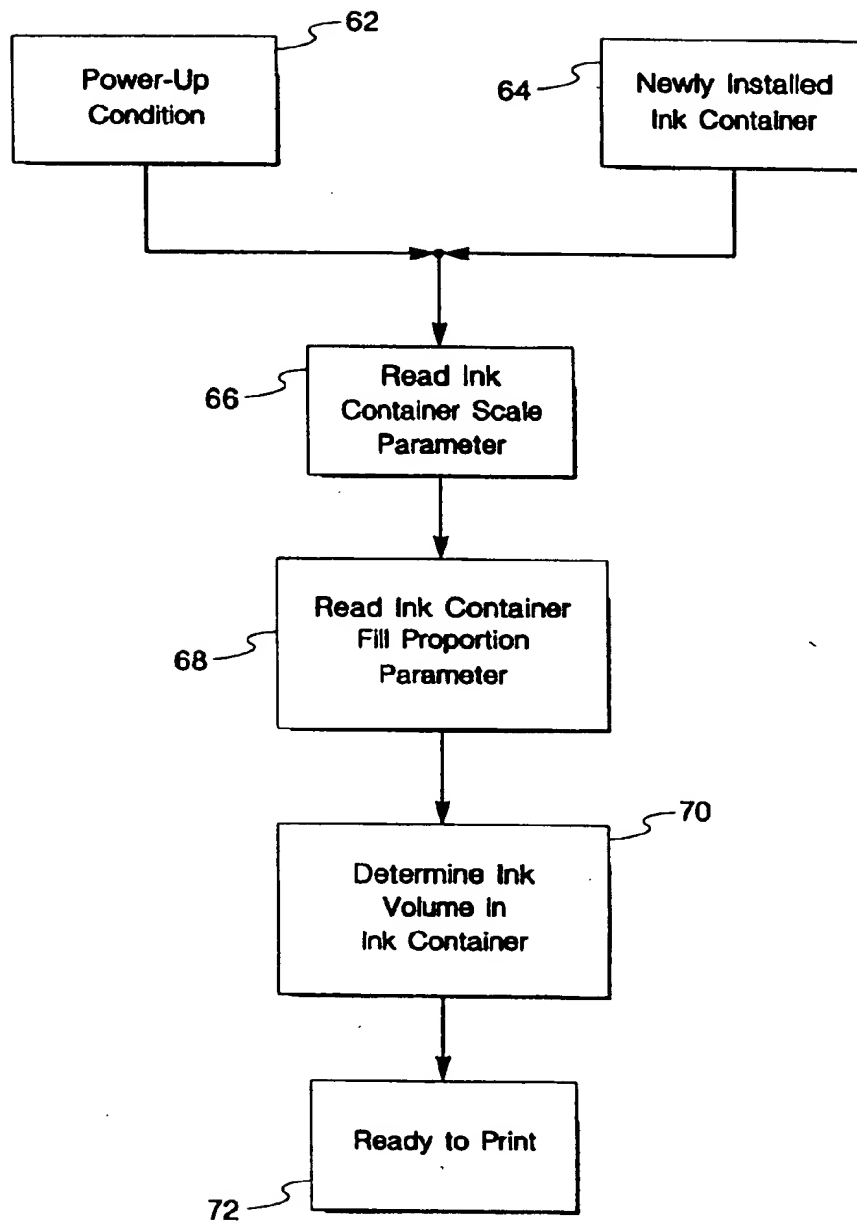 62
Power-Up
Condition
64
Newly Installed
Ink Container
66
Read Ink
Container Scale
Parameter
68
Read Ink Container
Fill Proportion
Parameter
70
Determine Ink
Volume in
Ink Container
Ready to Print
72